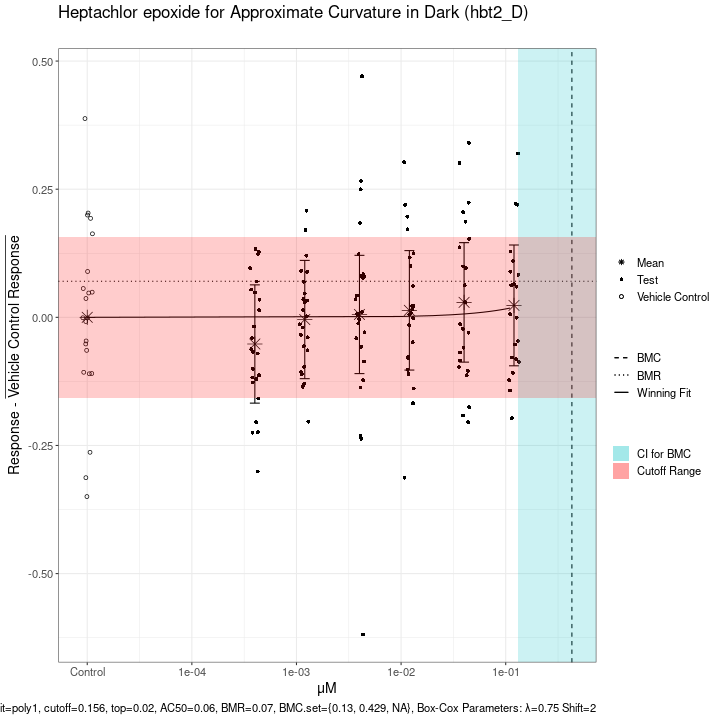 Heptachlor epoxide for Approximate Curvature in Dark (hbt2_D)
0.50
0.25
0.00
-0.25
-0.50
Response - Vehicle Control Response
Control
1e-04
1e-03
1e-02
1e-01
µM
Mean
Test
Vehicle Control
BMC
BMR
Winning Fit
CI for BMC
Cutoff Range
it=poly1, cutoff=0.156, top=0.02, AC50=0.06, BMR=0.07, BMC.set={0.13, 0.429, NA}, Box-Cox Parameters: λ=0.75 Shift=2